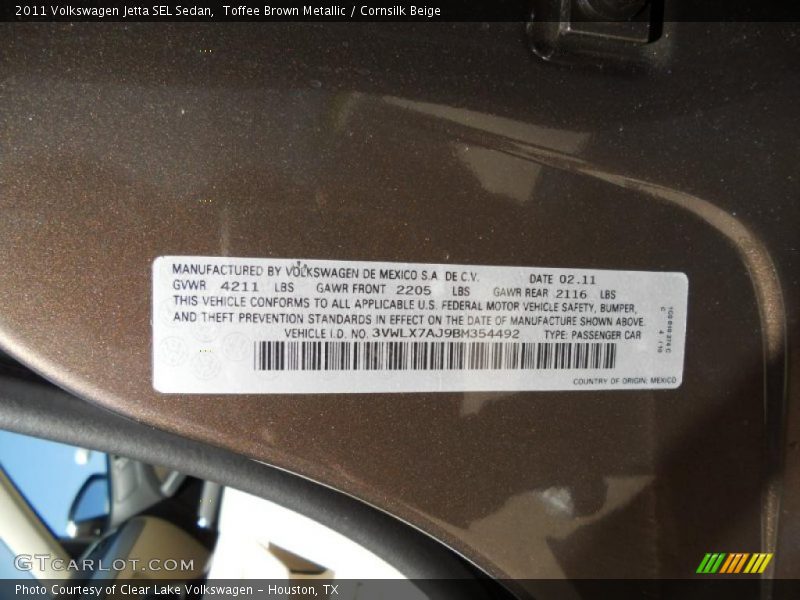 2011 Volkswagen Jetta SEL Sedan,  Toffee Brown Metallic / Cornsilk Beige
MANUFACTURED BY VOLKSWAGEN DE MEXICO S.A. DE C.V. DATE 02.11
GVWR 4211 LBS GAWR FRONT 2205 LBS GAWR REAR 2116 LBS
THIS VEHICLE CONFORMS TO ALL APPLICABLE U.S. FEDERAL MOTOR VEHICLE SAFETY, BUMPER,
AND THEFT PREVENTION STANDARDS IN EFFECT ON THE DATE OF MANUFACTURE SHOWN ABOVE.
VEHICLE I.D. NO. 3VWLX7AJ9BM354492 TYPE: PASSENGER CAR
COUNTRY OF ORIGIN: MEXICO
GTCARLOT.COM
Photo Courtesy of Clear Lake Volkswagen - Houston, TX